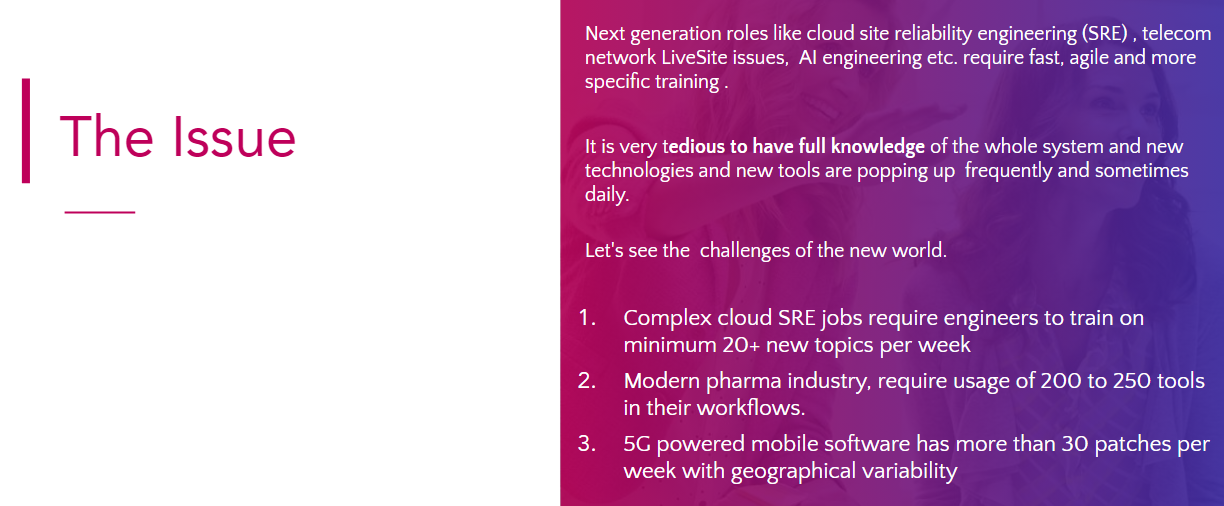 The Issue
Next generation roles like cloud site reliability engineering (SRE) , telecom
network LiveSite issues,  AI engineering etc. require fast, agile and more
specific training .
It is very tedious to have full knowledge of the whole system and new
technologies and new tools are popping up  frequently and sometimes
daily.
Let's see the  challenges of the new world.
1. Complex cloud SRE jobs require engineers to train on
minimum 20+ new topics per week
2. Modern pharma industry, require usage of 200 to 250 tools
in their workflows.
3. 5G powered mobile software has more than 30 patches per
week with geographical variability